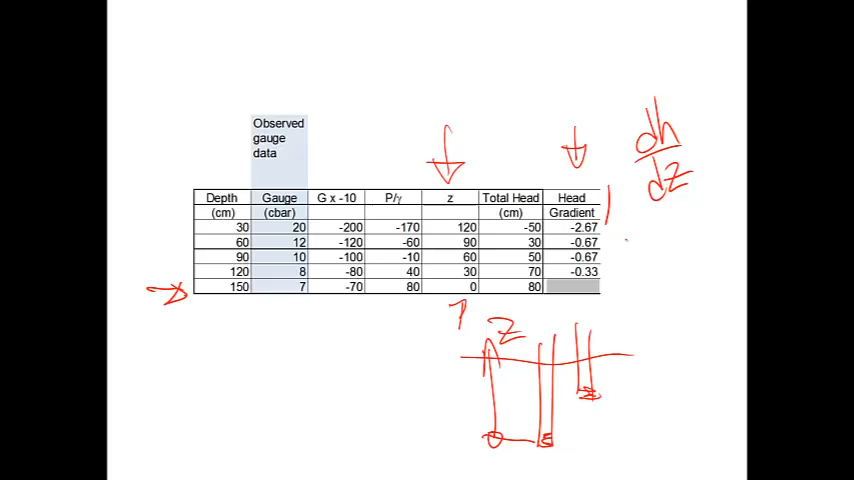 Observed
gauge
data
Depth Gauge G x -10 P/γ z Total Head Head
(cm) (cbar) (cm) Gradient
30 20 -200 -170 120 -50 -2.67
60 12 -120 -60 90 30 -0.67
90 10 -100 -10 60 50 -0.67
120 8 -80 40 30 70 -0.33
150 7 -70 80 0 80
dh
dz
z
0